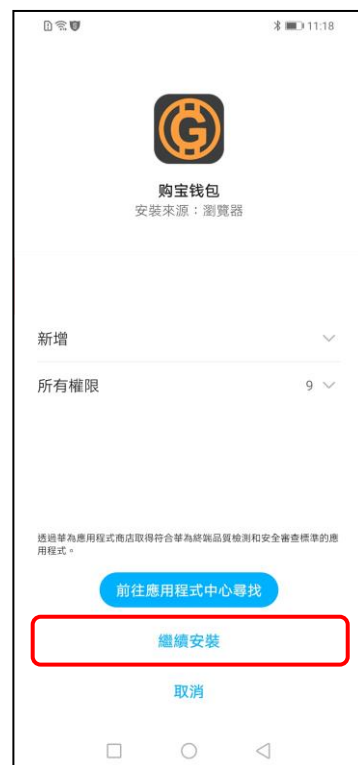 11:18
购宝钱包
安裝來源：瀏覽器
新增
所有權限 9
透過華為應用程式商店取得符合華為終端品質檢測和安全審查標準的應
用程式。
前往應用程式中心尋找
繼續安裝
取消